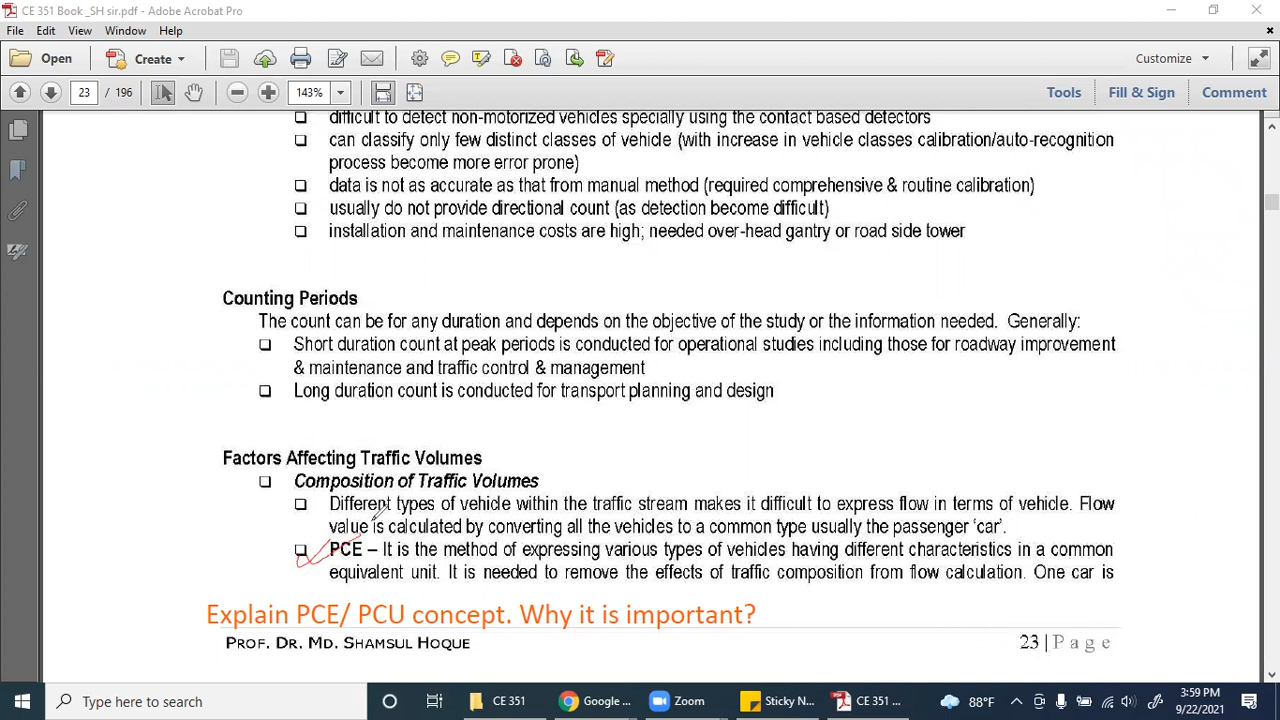 CE 351 Book _SH sir.pdf - Adobe Acrobat Pro
File Edit View Window Help
Open Create Customize
23 / 196 143% Tools Fill & Sign Comment
difficult to detect non-motorized vehicles specially using the contact based detectors
can classify only few distinct classes of vehicle (with increase in vehicle classes calibration/auto-recognition
process become more error prone)
data is not as accurate as that from manual method (required comprehensive & routine calibration)
usually do not provide directional count (as detection become difficult)
installation and maintenance costs are high; needed over-head gantry or road side tower
Counting Periods
The count can be for any duration and depends on the objective of the study or the information needed. Generally:
Short duration count at peak periods is conducted for operational studies including those for roadway improvement
& maintenance and traffic control & management
Long duration count is conducted for transport planning and design
Factors Affecting Traffic Volumes
Composition of Traffic Volumes
Different types of vehicle within the traffic stream makes it difficult to express flow in terms of vehicle. Flow
value is calculated by converting all the vehicles to a common type usually the passenger ‘car’.
PCE – It is the method of expressing various types of vehicles having different characteristics in a common
equivalent unit. It is needed to remove the effects of traffic composition from flow calculation. One car is
Explain PCE/ PCU concept. Why it is important?
PROF. DR. MD. SHAMSUL HOQUE 23 | P a g e
Type here to search CE 351 Google ... Zoom Sticky N... CE 351 ... 88°F 3:59 PM
9/22/2021